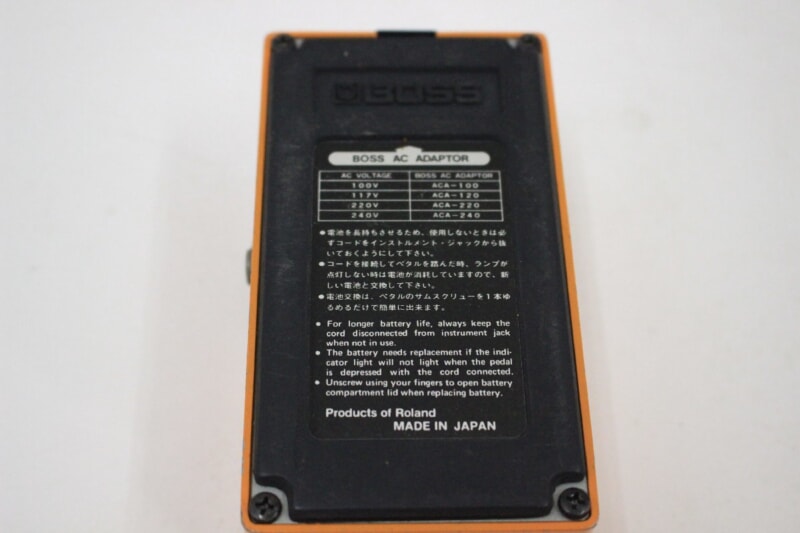 BOSS
BOSS AC ADAPTOR
AC VOLTAGE BOSS AC ADAPTOR
100V ACA-100
117V ACA-120
220V ACA-220
240V ACA-240
●電池を長持ちさせるため、使用しないときは必
ずコードをインストルメント・ジャックから抜
いておくようにして下さい。
●コードを接続してペタルを踏んだ時、ランプが
点灯しない時は電池が消耗していますので、新
しい電池と交換して下さい。
●電池交換は、ペタルのサムスクリューを1本ゆ
るめるだけで簡単に出来ます。
● For longer battery life, always keep the
cord disconnected from instrument jack
when not in use.
● The battery needs replacement if the indi-
cator light will not light when the pedal
is depressed with the cord connected.
● Unscrew using your fingers to open battery
compartment lid when replacing battery.
Products of Roland
MADE IN JAPAN